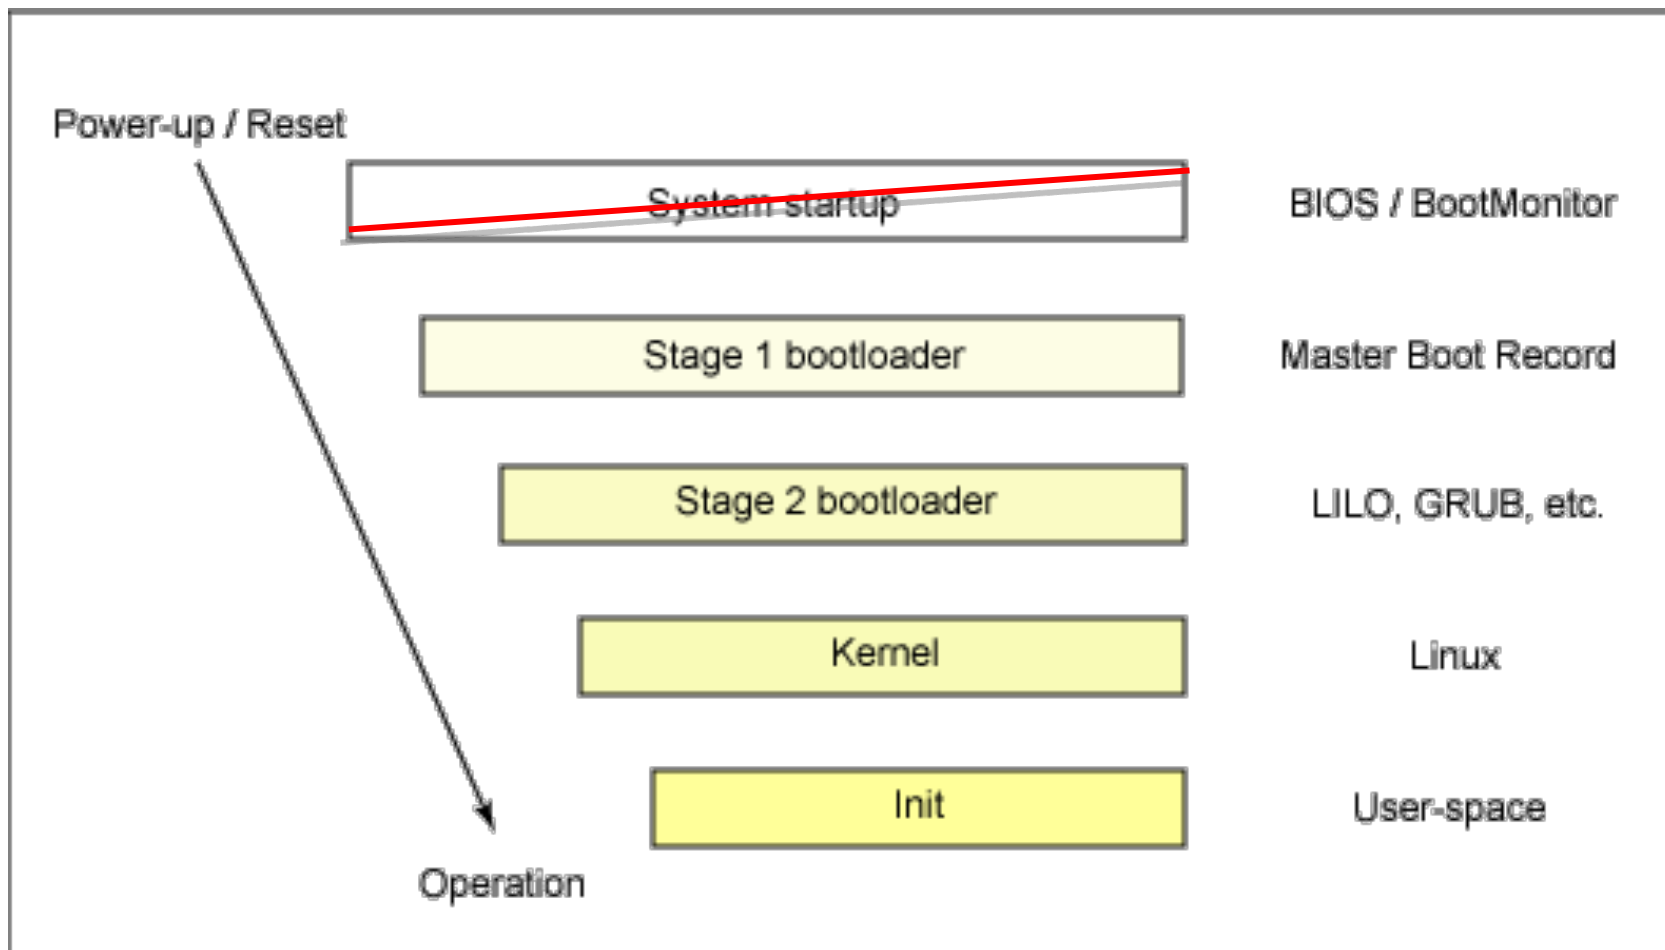 Power-up / Reset
System startup
BIOS / BootMonitor
Stage 1 bootloader
Master Boot Record
Stage 2 bootloader
LILO, GRUB, etc.
Kernel
Linux
Init
User-space
Operation